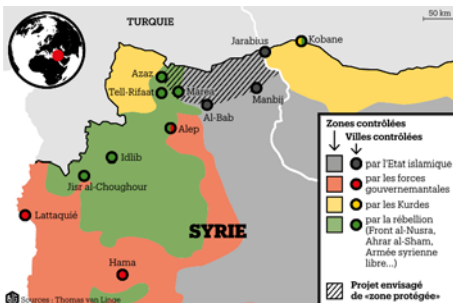 TURQUIE
50 km
Kobane
Jarablus
Azaz
Tell-Rifaat
Marea
Manbij
Al-Bab
Alep
Idlib
Jisr al-Choughour
Lattaquié
SYRIE
Hama
Zones
contrôlées
Villes
contrôlées
par l'Etat islamique
par les forces
gouvernementales
par les Kurdes
par la rébellion
(Front al-Nusra,
Ahrar al-Sham,
Armée syrienne
libre...)
Projet envisagé
de «zone protégée»
Sources : Thomas van Linge